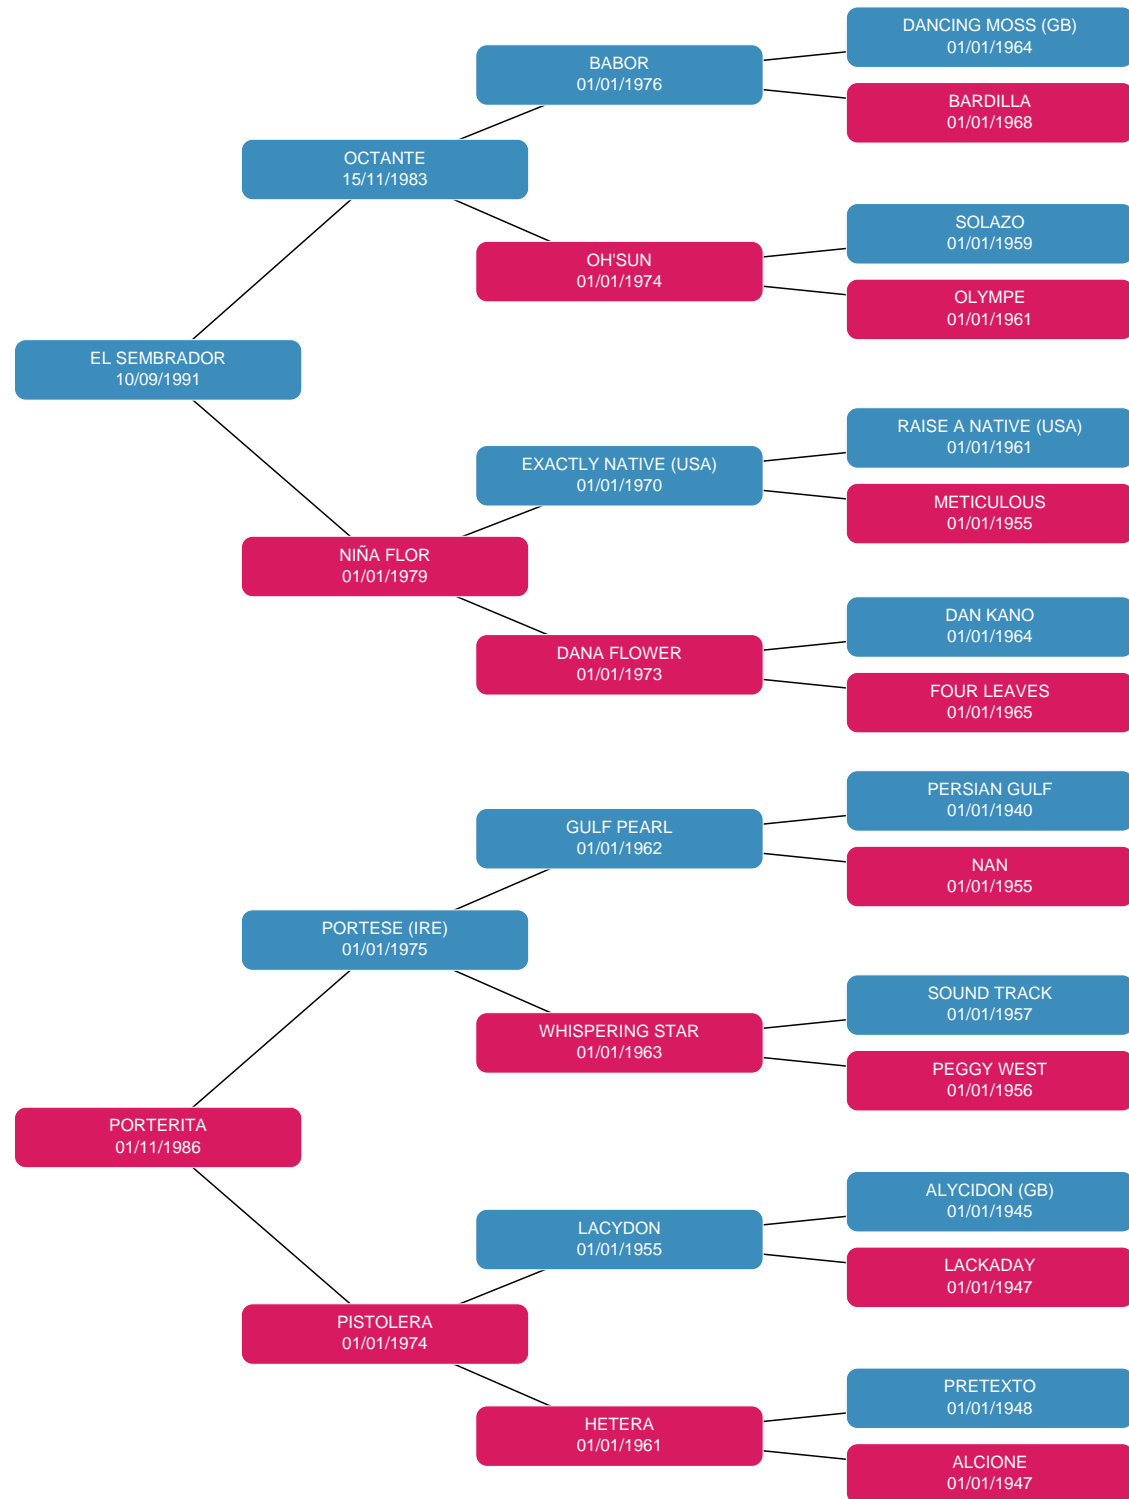 DANCING MOSS (GB)
01/01/1964
BABOR
01/01/1976
BARDILLA
01/01/1968
OCTANTE
15/11/1983
SOLAZO
01/01/1959
OH'SUN
01/01/1974
OLYMPE
01/01/1961
EL SEMBRADOR
10/09/1991
RAISE A NATIVE (USA)
01/01/1961
EXACTLY NATIVE (USA)
01/01/1970
METICULOUS
01/01/1955
NIÑA FLOR
01/01/1979
DAN KANO
01/01/1964
DANA FLOWER
01/01/1973
FOUR LEAVES
01/01/1965
PERSIAN GULF
01/01/1940
GULF PEARL
01/01/1962
NAN
01/01/1955
PORTESE (IRE)
01/01/1975
SOUND TRACK
01/01/1957
WHISPERING STAR
01/01/1963
PEGGY WEST
01/01/1956
PORTERITA
01/11/1986
ALYCIDON (GB)
01/01/1945
LACYDON
01/01/1955
LACKADAY
01/01/1947
PISTOLERA
01/01/1974
PRETEXTO
01/01/1948
HETERA
01/01/1961
ALCIONE
01/01/1947